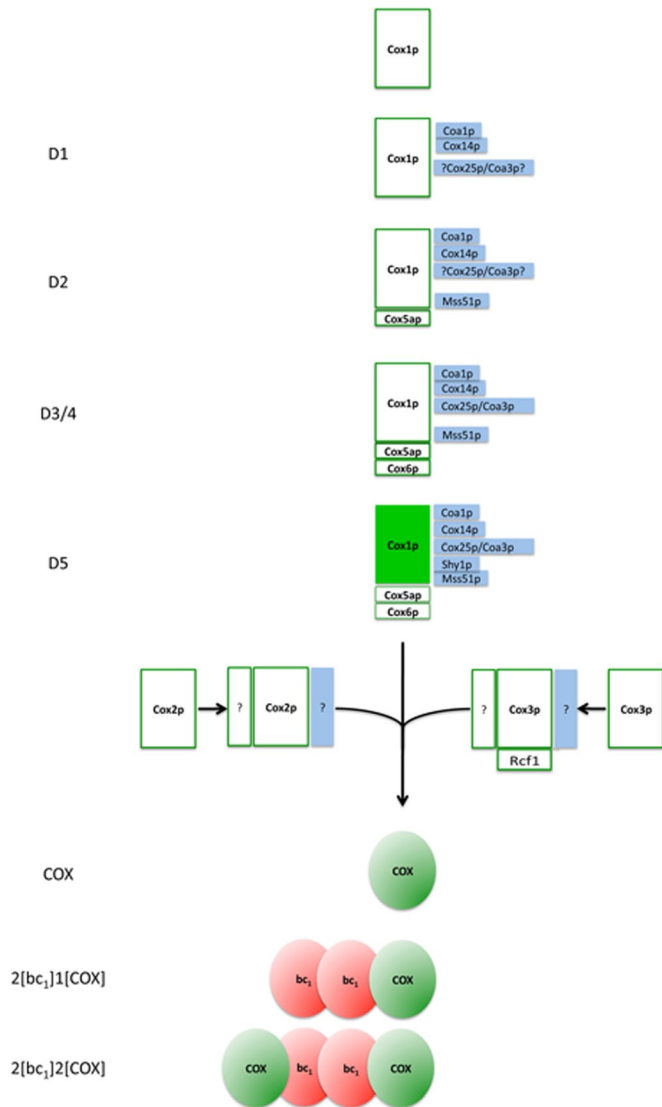 Cox1p
D1
Cox1p
Coa1p
Cox14p
?Cox25p/Coa3p?
D2
Cox1p
Coa1p
Cox14p
?Cox25p/Coa3p?
Mss51p
Cox5ap
D3/4
Cox1p
Coa1p
Cox14p
Cox25p/Coa3p
Mss51p
Cox5ap
Cox6p
D5
Cox1p
Coa1p
Cox14p
Cox25p/Coa3p
Shy1p
Mss51p
Cox5ap
Cox6p
Cox2p ? Cox2p ? ? Cox3p ? Cox3p
Rcf1
COX COX
2[bc₁]1[COX] bc₁ bc₁ COX
2[bc₁]2[COX] COX bc₁ bc₁ COX